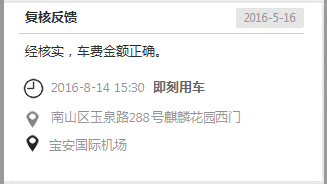 复核反馈 2016-5-16
经核实，车费金额正确。
2016-8-14 15:30 即刻用车
南山区玉泉路288号麒麟花园西门
宝安国际机场